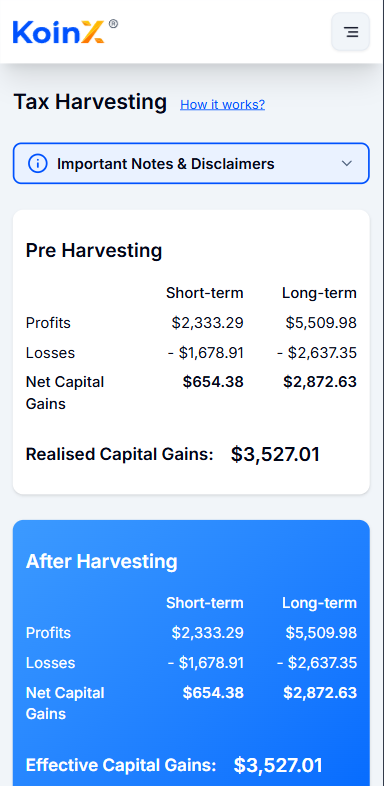 KoinX®
Tax Harvesting How it works?
Important Notes & Disclaimers
Pre Harvesting
Short-term Long-term
Profits $2,333.29 $5,509.98
Losses - $1,678.91 - $2,637.35
Net Capital $654.38 $2,872.63
Gains
Realised Capital Gains: $3,527.01
After Harvesting
Short-term Long-term
Profits $2,333.29 $5,509.98
Losses - $1,678.91 - $2,637.35
Net Capital $654.38 $2,872.63
Gains
Effective Capital Gains: $3,527.01